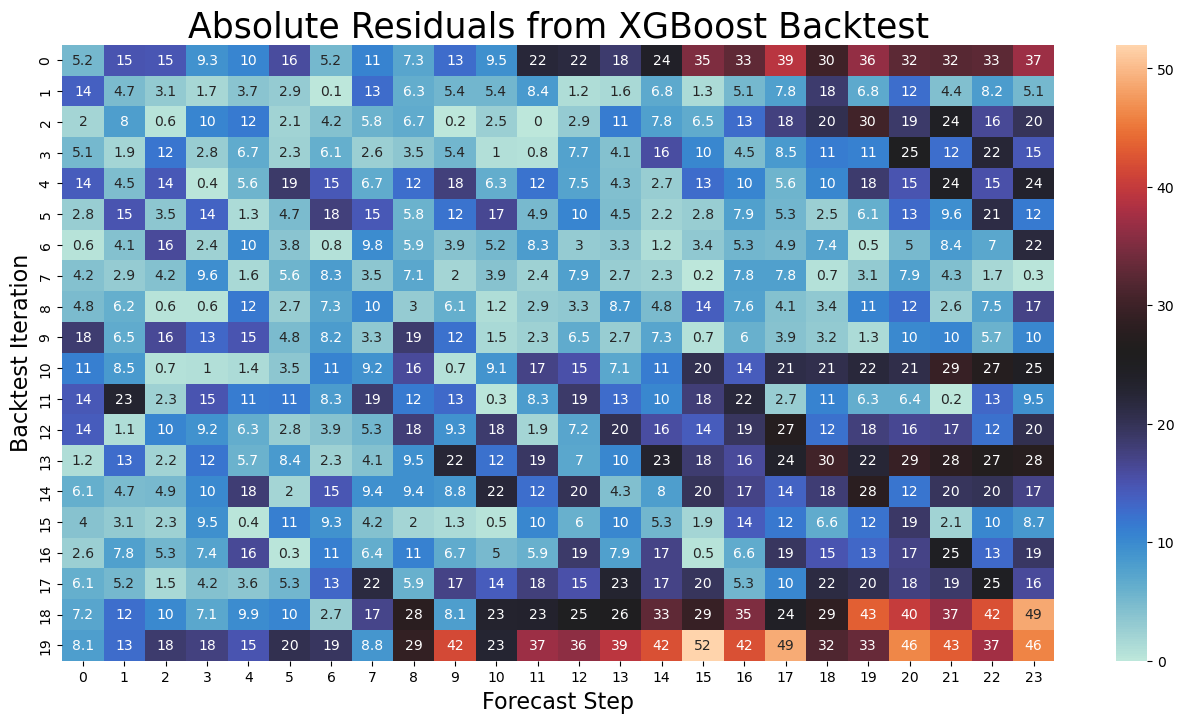 Absolute Residuals from XGBoost Backtest
0 5.2 15 15 9.3 10 16 5.2 11 7.3 13 9.5 22 22 18 24 35 33 39 30 36 32 32 33 37
1 14 4.7 3.1 1.7 3.7 2.9 0.1 13 6.3 5.4 5.4 8.4 1.2 1.6 6.8 1.3 5.1 7.8 18 6.8 12 4.4 8.2 5.1
2 2 8 0.6 10 12 2.1 4.2 5.8 6.7 0.2 2.5 0 2.9 11 7.8 6.5 13 18 20 30 19 24 16 20
3 5.1 1.9 12 2.8 6.7 2.3 6.1 2.6 3.5 5.4 1 0.8 7.7 4.1 16 10 4.5 8.5 11 11 25 12 22 15
4 14 4.5 14 0.4 5.6 19 15 6.7 12 18 6.3 12 7.5 4.3 2.7 13 10 5.6 10 18 15 24 15 24
5 2.8 15 3.5 14 1.3 4.7 18 15 5.8 12 17 4.9 10 4.5 2.2 2.8 7.9 5.3 2.5 6.1 13 9.6 21 12
6 0.6 4.1 16 2.4 10 3.8 0.8 9.8 5.9 3.9 5.2 8.3 3 3.3 1.2 3.4 5.3 4.9 7.4 0.5 5 8.4 7 22
7 4.2 2.9 4.2 9.6 1.6 5.6 8.3 3.5 7.1 2 3.9 2.4 7.9 2.7 2.3 0.2 7.8 7.8 0.7 3.1 7.9 4.3 1.7 0.3
8 4.8 6.2 0.6 0.6 12 2.7 7.3 10 3 6.1 1.2 2.9 3.3 8.7 4.8 14 7.6 4.1 3.4 11 12 2.6 7.5 17
9 18 6.5 16 13 15 4.8 8.2 3.3 19 12 1.5 2.3 6.5 2.7 7.3 0.7 6 3.9 3.2 1.3 10 10 5.7 10
10 11 8.5 0.7 1 1.4 3.5 11 9.2 16 0.7 9.1 17 15 7.1 11 20 14 21 21 22 21 29 27 25
11 14 23 2.3 15 11 11 8.3 19 12 13 0.3 8.3 19 13 10 18 22 2.7 11 6.3 6.4 0.2 13 9.5
12 14 1.1 10 9.2 6.3 2.8 3.9 5.3 18 9.3 18 1.9 7.2 20 16 14 19 27 12 18 16 17 12 20
13 1.2 13 2.2 12 5.7 8.4 2.3 4.1 9.5 22 12 19 7 10 23 18 16 24 30 22 29 28 27 28
14 6.1 4.7 4.9 10 18 2 15 9.4 9.4 8.8 22 12 20 4.3 8 20 17 14 18 28 12 20 20 17
15 4 3.1 2.3 9.5 0.4 11 9.3 4.2 2 1.3 0.5 10 6 10 5.3 1.9 14 12 6.6 12 19 2.1 10 8.7
16 2.6 7.8 5.3 7.4 16 0.3 11 6.4 11 6.7 5 5.9 19 7.9 17 0.5 6.6 19 15 13 17 25 13 19
17 6.1 5.2 1.5 4.2 3.6 5.3 13 22 5.9 17 14 18 15 23 17 20 5.3 10 22 20 18 19 25 16
18 7.2 12 10 7.1 9.9 10 2.7 17 28 8.1 23 23 25 26 33 29 35 24 29 43 40 37 42 49
19 8.1 13 18 18 15 20 19 8.8 29 42 23 37 36 39 42 52 42 49 32 33 46 43 37 46
0 1 2 3 4 5 6 7 8 9 10 11 12 13 14 15 16 17 18 19 20 21 22 23
Forecast Step
Backtest Iteration
50
40
30
20
10
0